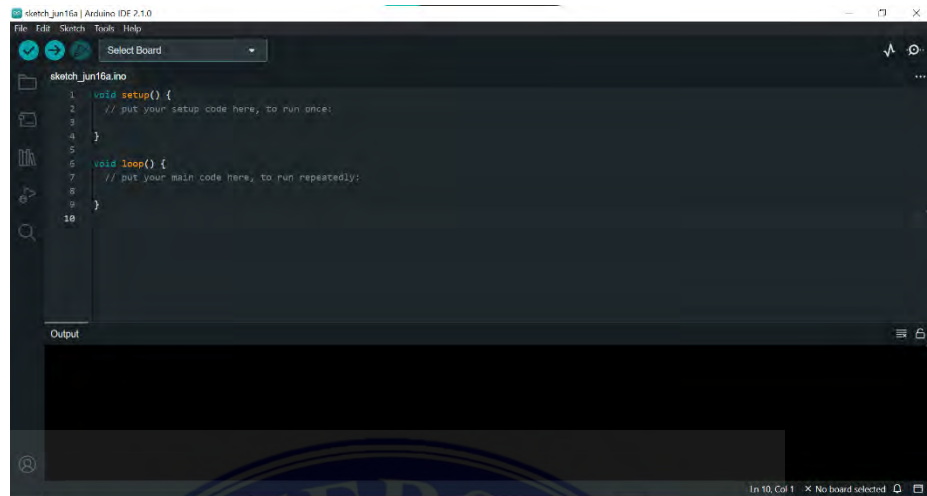 sketch_jun16a | Arduino IDE 2.1.0
File Edit Sketch Tools Help
Select Board
sketch_jun16a.ino
1 void setup() {
2 // put your setup code here, to run once:
3
4 }
5
6 void loop() {
7 // put your main code here, to run repeatedly:
8
9 }
10
Output
Ln 10, Col 1 × No board selected